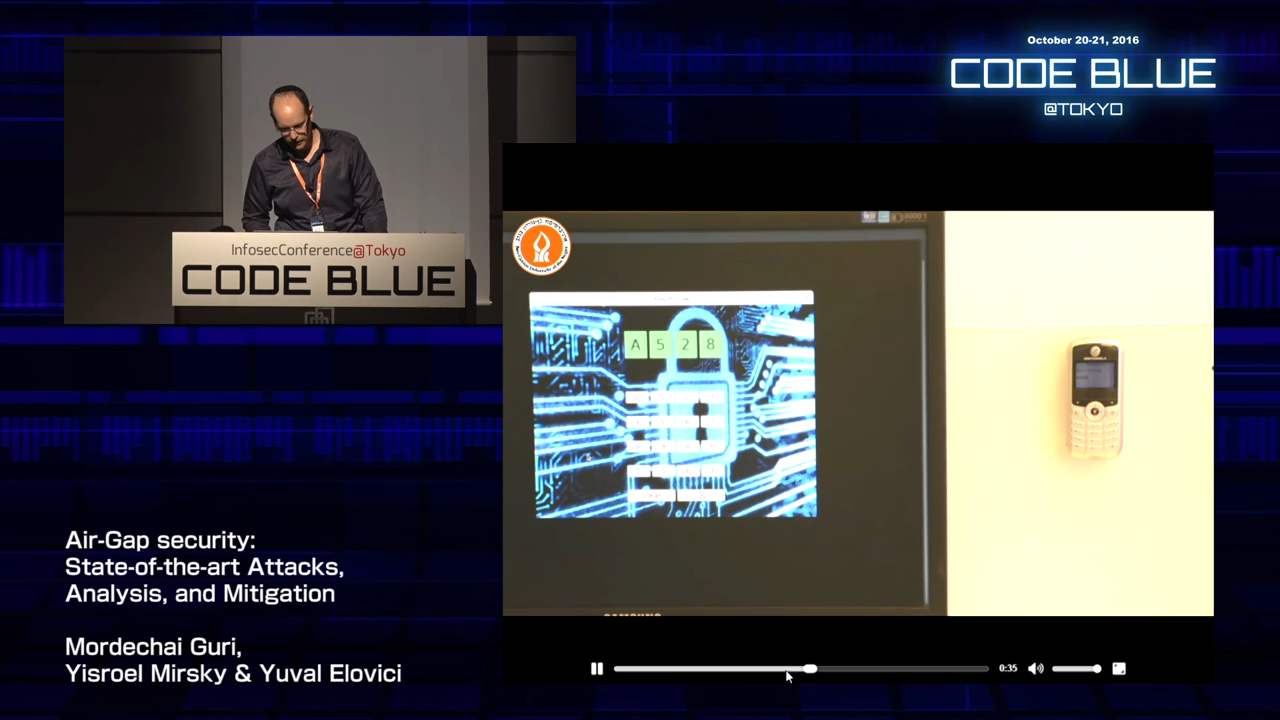 October 20-21, 2016
CODE BLUE
@TOKYO
InfosecConference@Tokyo
CODE BLUE
A 5 2 8
Air-Gap security:
State-of-the-art Attacks,
Analysis, and Mitigation
Mordechai Guri,
Yisroel Mirsky & Yuval Elovici
0:35